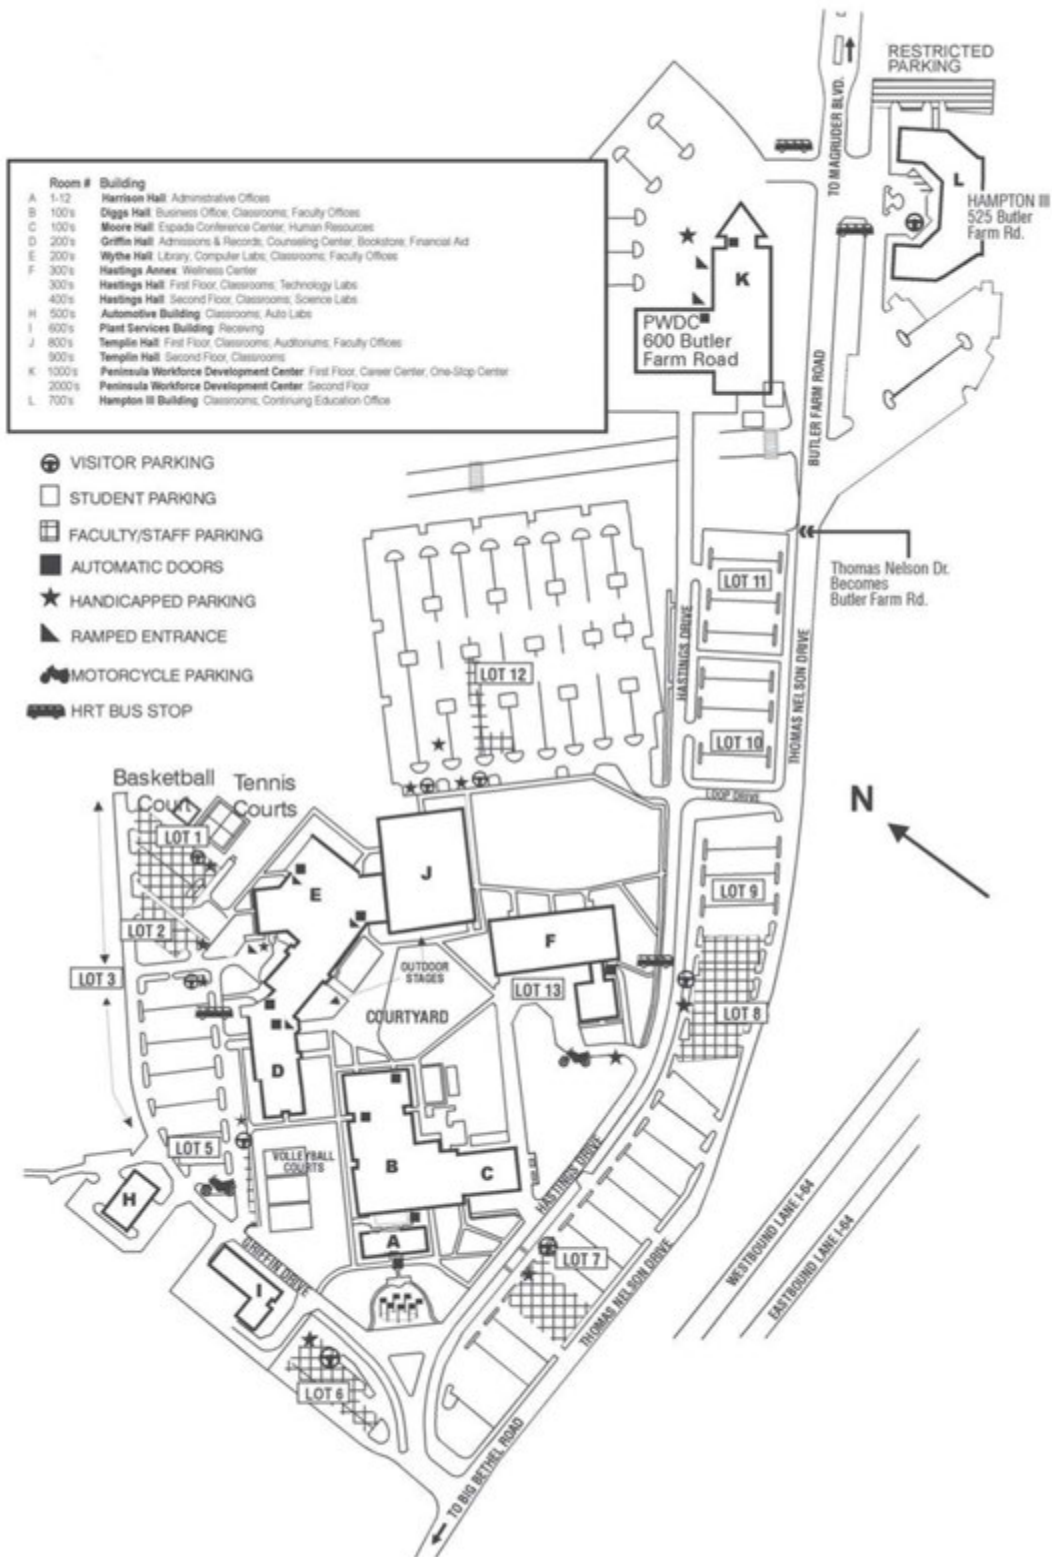 RESTRICTED
PARKING
TO MAGRUDER BLVD.
Room # Building
A 1-12 Harrison Hall: Administrative Offices
B 100's Diggs Hall: Business Office, Classrooms, Faculty Offices
C 100's Moore Hall: Espada Conference Center, Human Resources
D 200's Griffin Hall: Admissions & Records, Counseling Center, Bookstore, Financial Aid
E 200's Wythe Hall: Library, Computer Labs, Classrooms, Faculty Offices
F 300's Hastings Annex: Wellness Center
300's Hastings Hall: First Floor, Classrooms, Technology Labs
400's Hastings Hall: Second Floor, Classrooms, Science Labs
H 500's Automotive Building: Classrooms, Auto Labs
I 600's Plant Services Building: Receiving
J 800's Templin Hall: First Floor, Classrooms, Auditoriums, Faculty Offices
900's Templin Hall: Second Floor, Classrooms
K 1000's Peninsula Workforce Development Center: First Floor, Career Center, One-Stop Center
2000's Peninsula Workforce Development Center: Second Floor
L 700's Hampton III Building: Classrooms, Continuing Education Office
L
HAMPTON III
525 Butler
Farm Rd.
K
PWDC
600 Butler
Farm Road
BUTLER FARM ROAD
VISITOR PARKING
STUDENT PARKING
FACULTY/STAFF PARKING
AUTOMATIC DOORS
HANDICAPPED PARKING
RAMPED ENTRANCE
MOTORCYCLE PARKING
HRT BUS STOP
Thomas Nelson Dr.
Becomes
Butler Farm Rd.
LOT 11
HASTINGS DRIVE
THOMAS NELSON DRIVE
LOT 12
LOT 10
LOOP DRIVE
Basketball
Court
Tennis
Courts
N
LOT 1
E
J
LOT 9
LOT 2
F
LOT 3
OUTDOOR
STAGES
LOT 13
COURTYARD
LOT 8
D
LOT 5
VOLLEYBALL
COURTS
B
C
H
HASTINGS DRIVE
A
GRIFFIN DRIVE
LOT 7
THOMAS NELSON DRIVE
WESTBOUND LANE I-64
EASTBOUND LANE I-64
I
LOT 6
TO BIG BETHEL ROAD